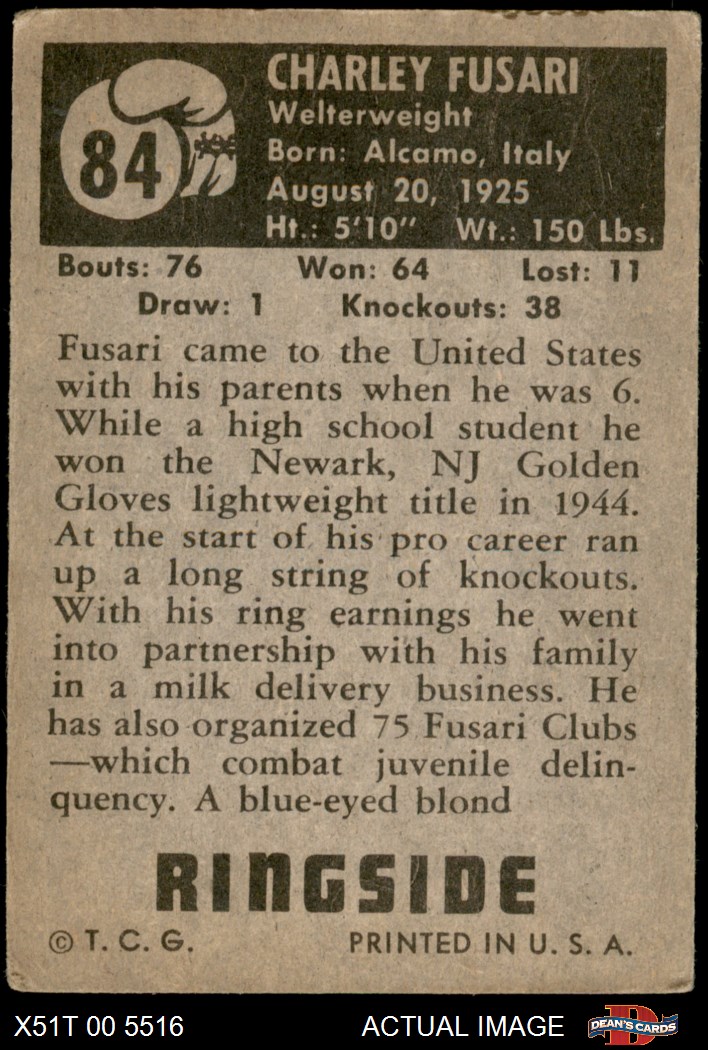 84
CHARLEY FUSARI
Welterweight
Born: Alcamo, Italy
August 20, 1925
Ht.: 5'10" Wt.: 150 Lbs.
Bouts: 76 Won: 64 Lost: 11
Draw: 1 Knockouts: 38
Fusari came to the United States
with his parents when he was 6.
While a high school student he
won the Newark, NJ Golden
Gloves lightweight title in 1944.
At the start of his pro career ran
up a long string of knockouts.
With his ring earnings he went
into partnership with his family
in a milk delivery business. He
has also organized 75 Fusari Clubs
—which combat juvenile delin-
quency. A blue-eyed blond
RINGSIDE
© T. C. G. PRINTED IN U. S. A.
X51T 00 5516 ACTUAL IMAGE D DEAN'S CARDS